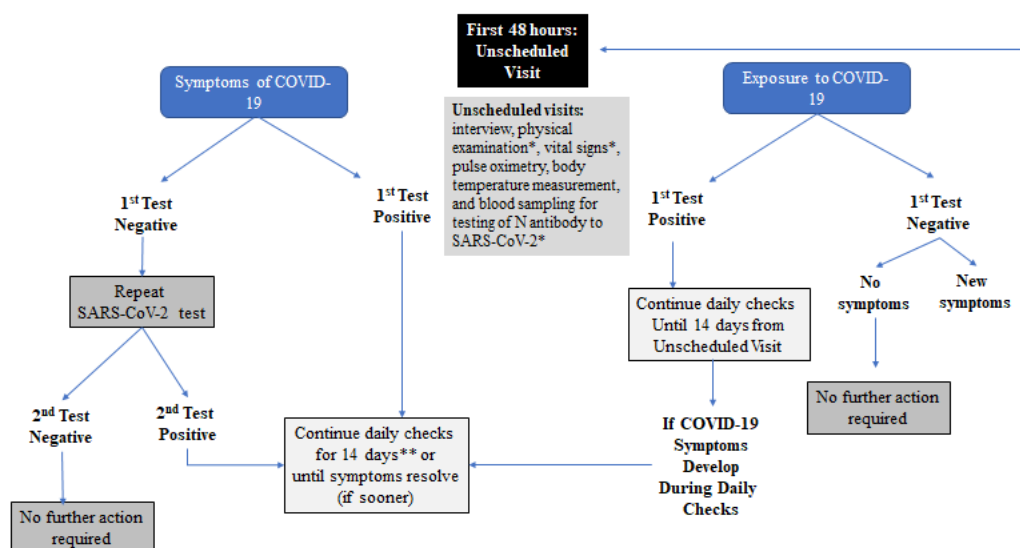 First 48 hours:
Unscheduled
Visit
Symptoms of COVID-
19
Exposure to COVID-
19
Unscheduled visits:
interview, physical
examination*, vital signs*,
pulse oximetry, body
temperature measurement,
and blood sampling for
testing of N antibody to
SARS-CoV-2*
1st Test
Negative
1st Test
Positive
1st Test
Positive
1st Test
Negative
Repeat
SARS-CoV-2 test
No
symptoms
New
symptoms
Continue daily checks
Until 14 days from
Unscheduled Visit
2nd Test
Negative
2nd Test
Positive
Continue daily checks
for 14 days** or
until symptoms resolve
(if sooner)
If COVID-19
Symptoms
Develop
During Daily
Checks
No further action
required
No further action
required